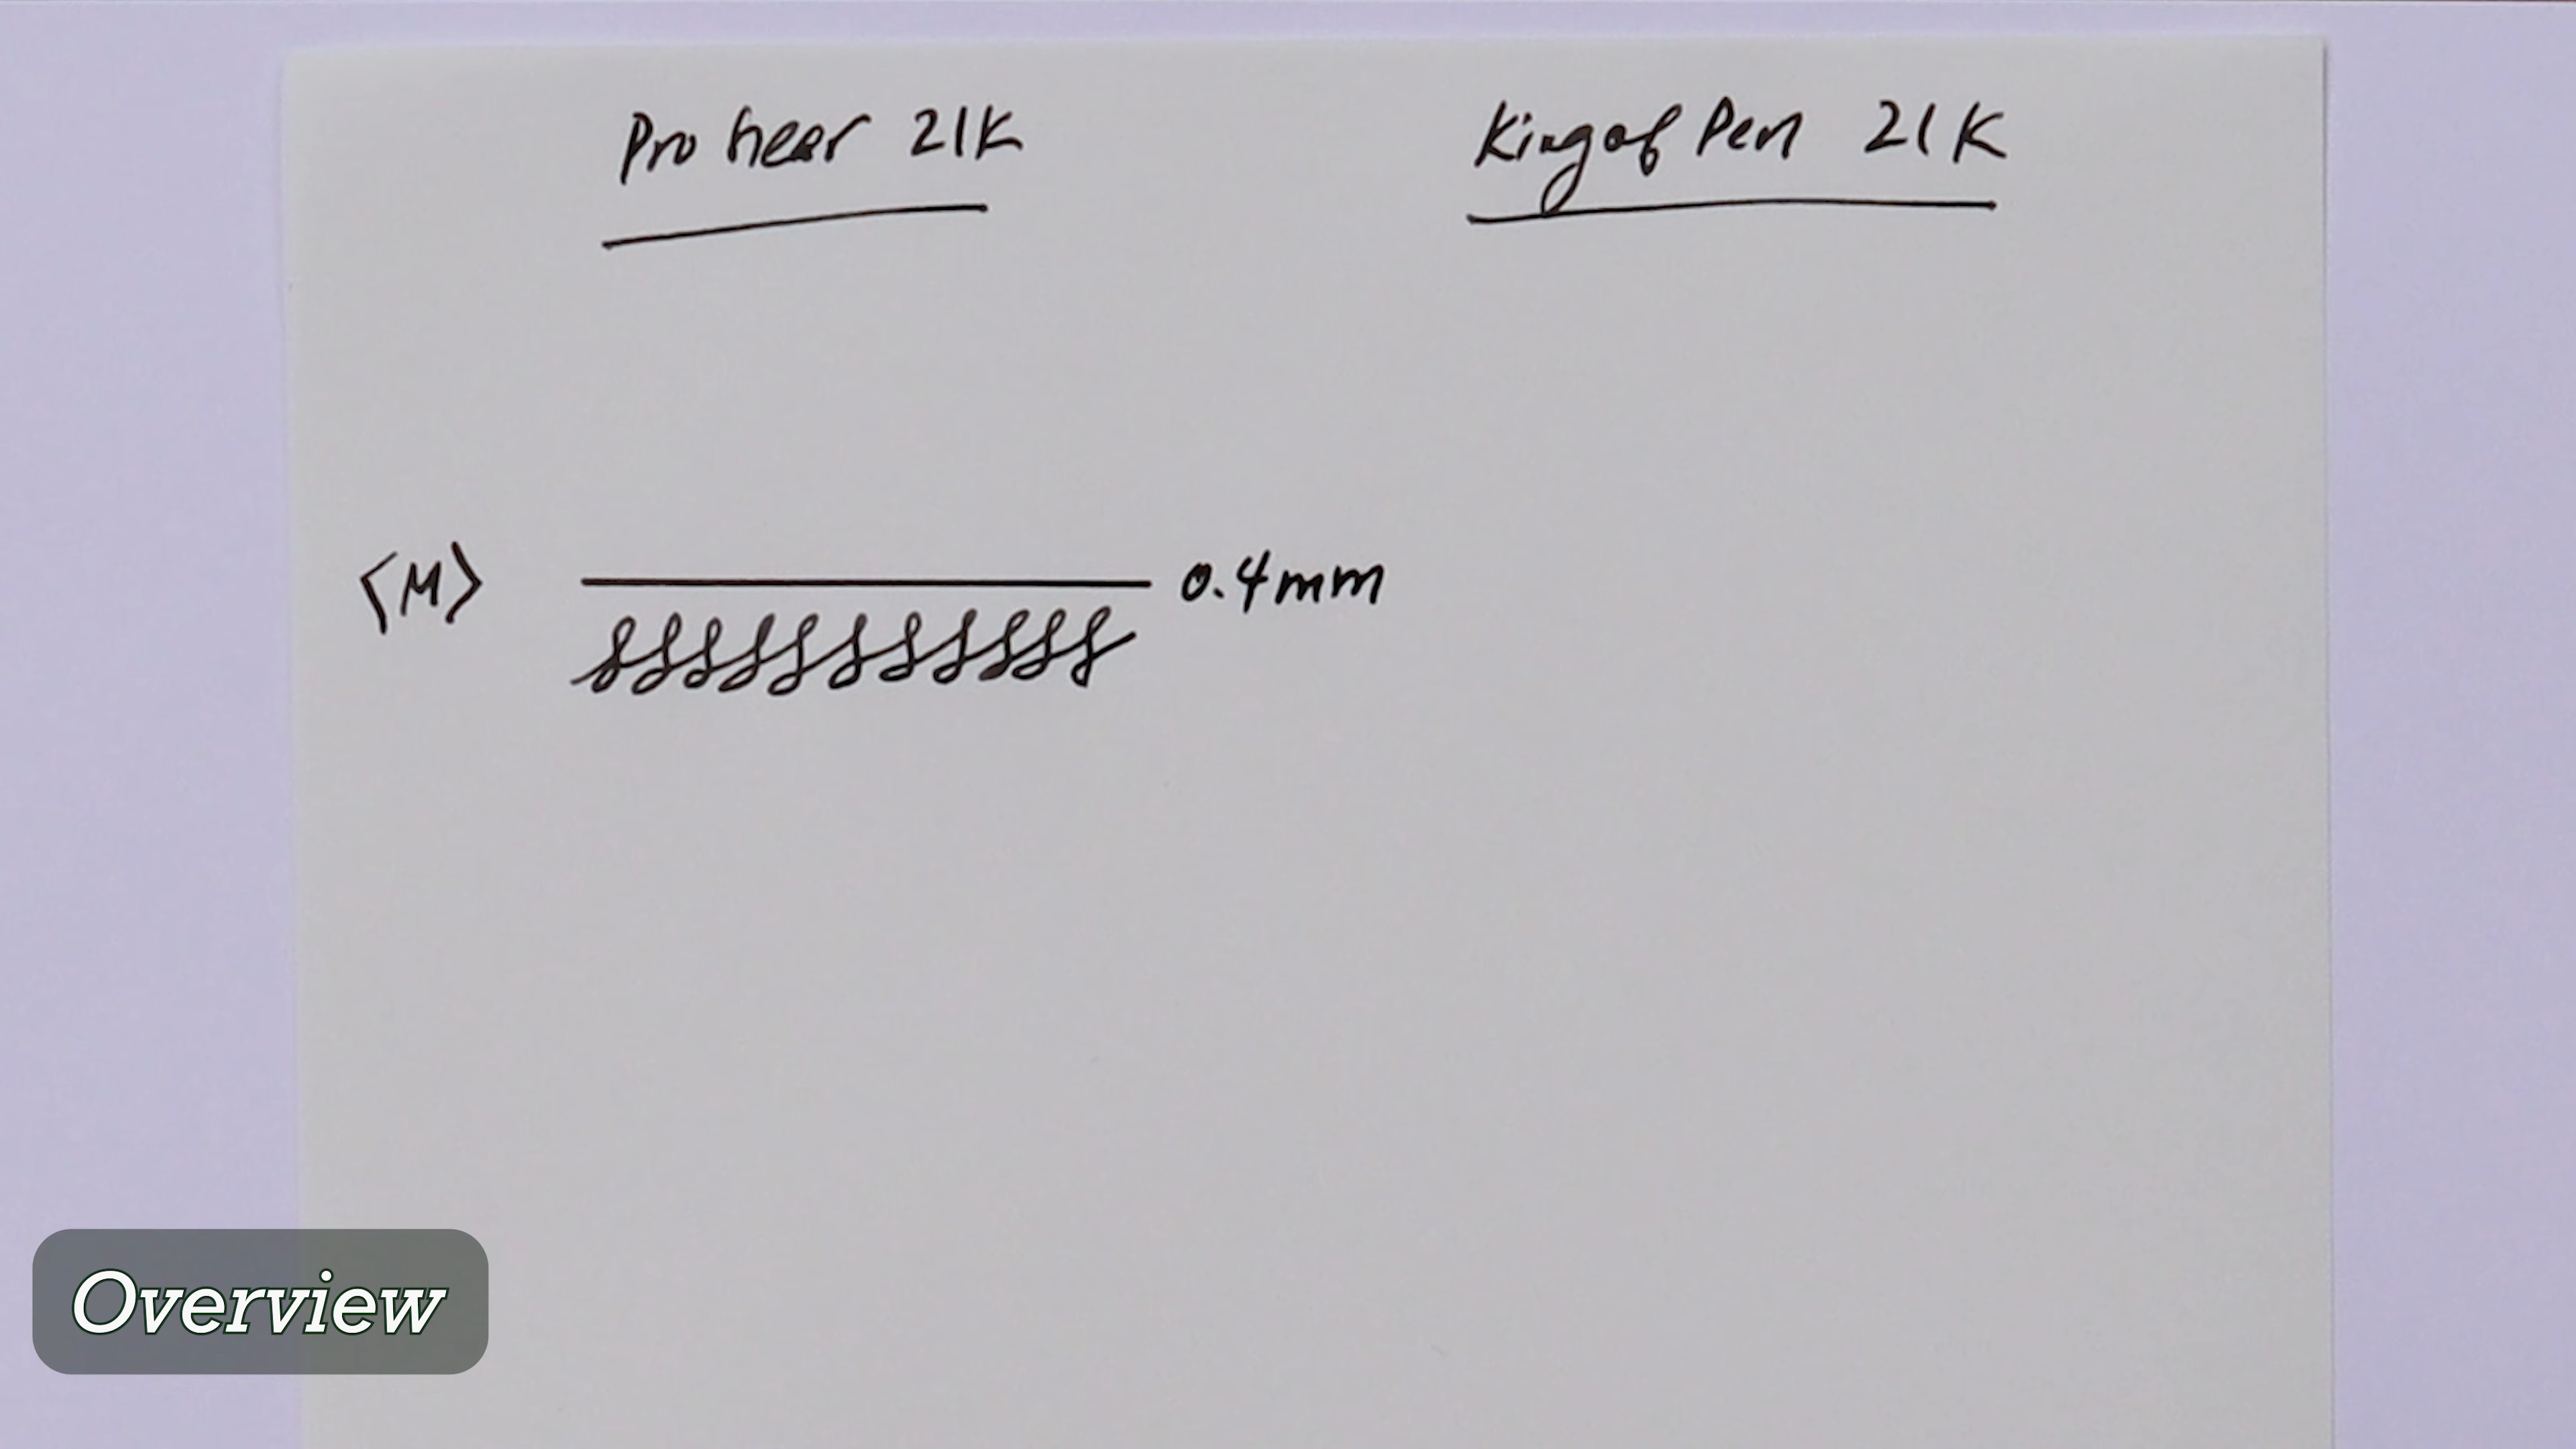 Pro Gear 21K
King of Pen 21K
<M>
0.4mm
Overview